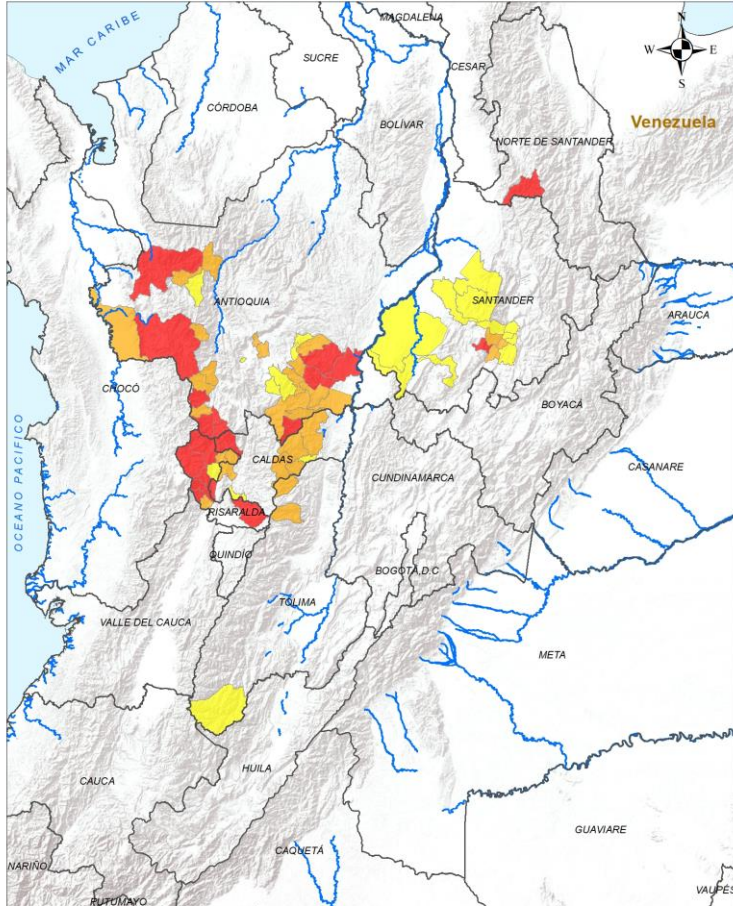 MAGDALENA
N
MAR CARIBE
W
E
SUCRE
CESAR
S
CÓRDOBA
BOLÍVAR
Venezuela
NORTE DE SANTANDER
ANTIOQUIA
SANTANDER
ARAUCA
CHOCÓ
BOYACÁ
OCEANO PACIFICO
CALDAS
CUNDINAMARCA
CASANARE
RISARALDA
QUINDÍO
BOGOTÁ,D.C
TOLIMA
VALLE DEL CAUCA
META
HUILA
CAUCA
GUAVIARE
CAQUETÁ
NARIÑO
PUTUMAYO
VAUPÉS